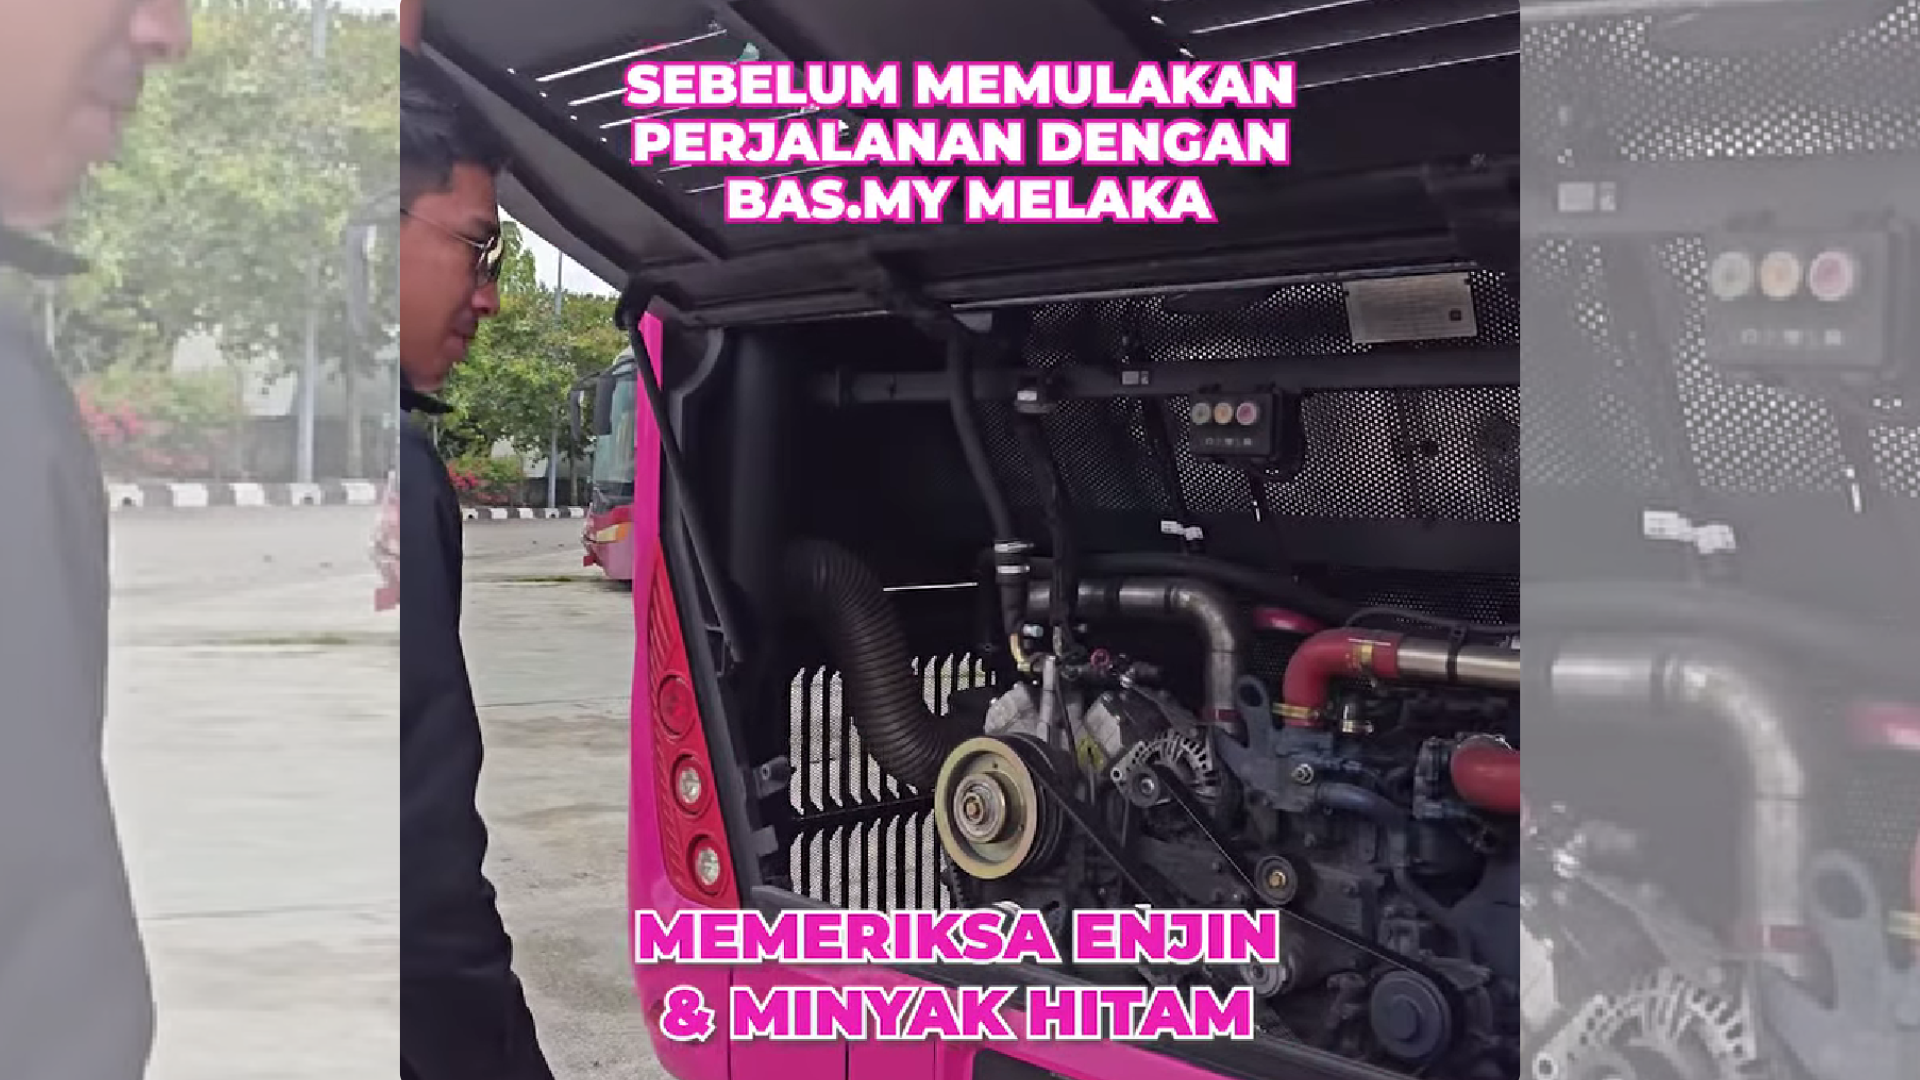 SEBELUM MEMULAKAN
PERJALANAN DENGAN
BAS.MY MELAKA
MEMERIKSA ENJIN
& MINYAK HITAM